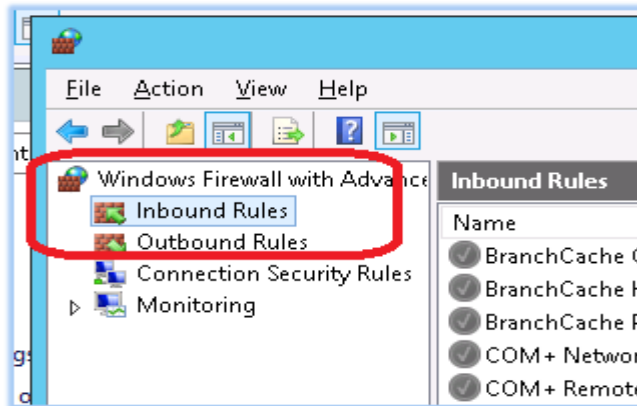 File Action View Help
Windows Firewall with Advance
Inbound Rules
Outbound Rules
Connection Security Rules
Monitoring
Inbound Rules
Name
BranchCache
BranchCache
BranchCache
COM+ Networ
COM+ Remote